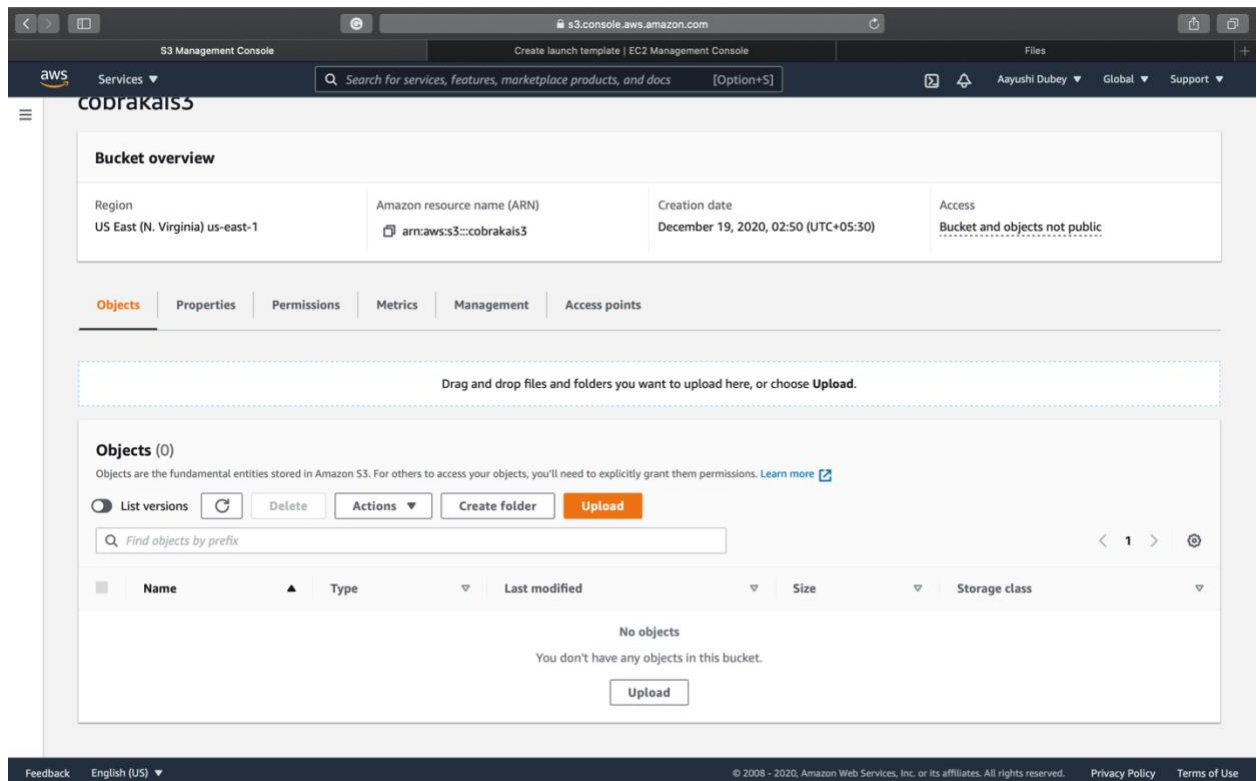 s3.console.aws.amazon.com
S3 Management Console
Create launch template | EC2 Management Console
Files
aws
Services
Search for services, features, marketplace products, and docs
[Option+S]
Aayushi Dubey
Global
Support
cobrakais3
Bucket overview
Region
US East (N. Virginia) us-east-1
Amazon resource name (ARN)
arn:aws:s3:::cobrakais3
Creation date
December 19, 2020, 02:50 (UTC+05:30)
Access
Bucket and objects not public
Objects
Properties
Permissions
Metrics
Management
Access points
Drag and drop files and folders you want to upload here, or choose Upload.
Objects (0)
Objects are the fundamental entities stored in Amazon S3. For others to access your objects, you'll need to explicitly grant them permissions. Learn more
List versions
Delete
Actions
Create folder
Upload
Find objects by prefix
1
Name
Type
Last modified
Size
Storage class
No objects
You don't have any objects in this bucket.
Upload
Feedback
English (US)
© 2008 - 2020, Amazon Web Services, Inc. or its affiliates. All rights reserved.
Privacy Policy
Terms of Use